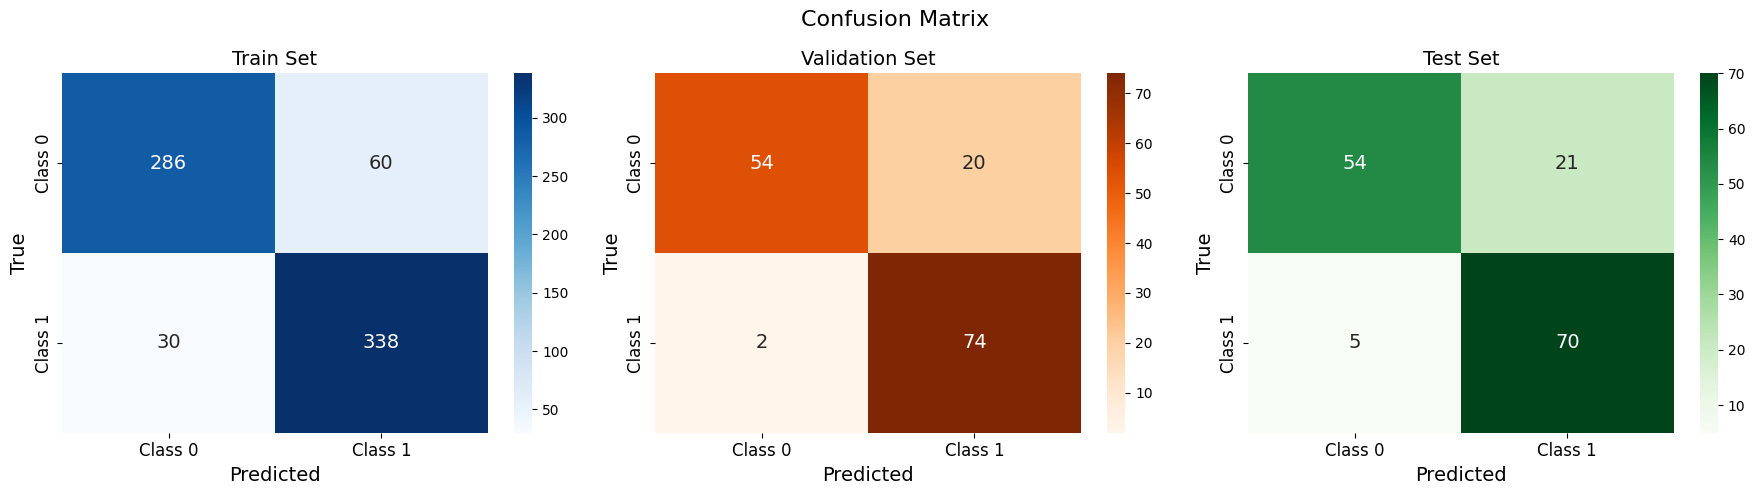 Confusion Matrix
Train Set
Class 0
Class 1
True
286
60
30
338
Class 0
Class 1
Predicted
300
250
200
150
100
50
Validation Set
Class 0
Class 1
True
54
20
2
74
Class 0
Class 1
Predicted
70
60
50
40
30
20
10
Test Set
Class 0
Class 1
True
54
21
5
70
Class 0
Class 1
Predicted
70
60
50
40
30
20
10